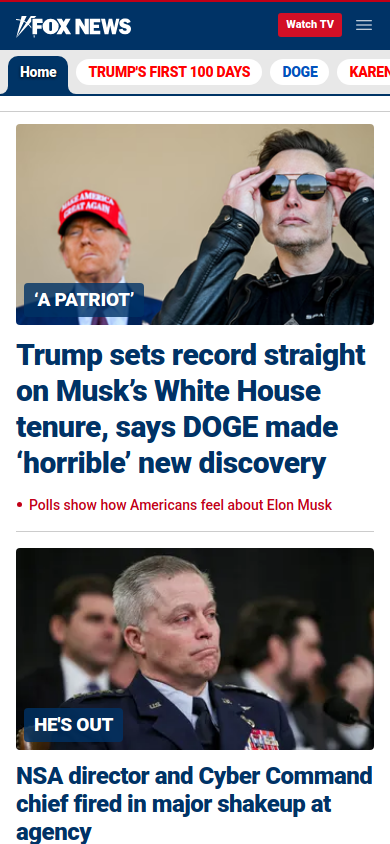 FOX NEWS
Watch TV
Home
TRUMP'S FIRST 100 DAYS
DOGE
KAREN
MAKE AMERICA
GREAT AGAIN
SPA
‘A PATRIOT’
Trump sets record straight
on Musk’s White House
tenure, says DOGE made
‘horrible’ new discovery
• Polls show how Americans feel about Elon Musk
HE'S OUT
NSA director and Cyber Command
chief fired in major shakeup at
agency